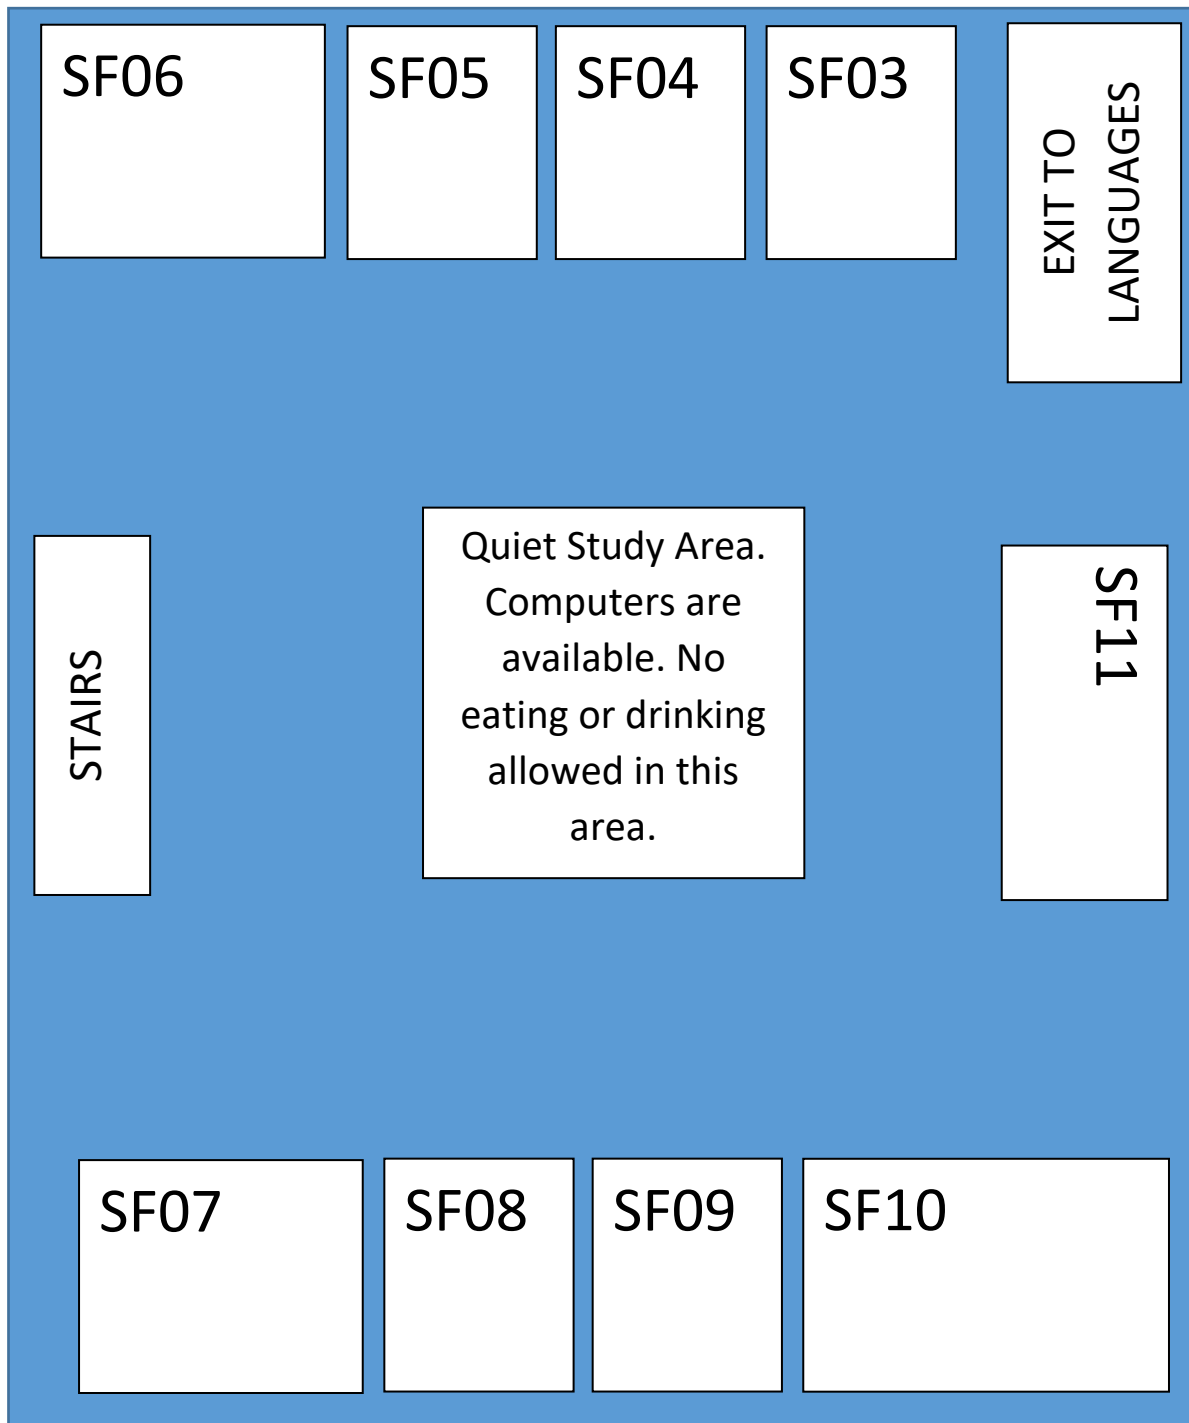 SF06
SF05
SF04
SF03
EXIT TO
LANGUAGES
STAIRS
Quiet Study Area.
Computers are
available. No
eating or drinking
allowed in this
area.
SF11
SF07
SF08
SF09
SF10